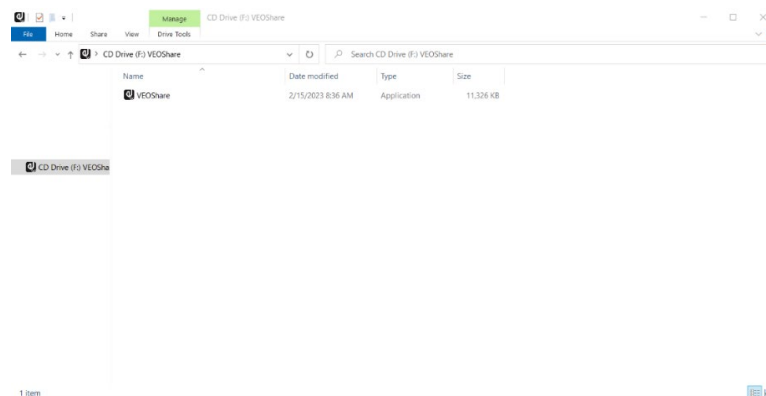 Manage CD Drive (F:) VEOShare
File Home Share View Drive Tools
CD Drive (F:) VEOShare Search CD Drive (F:) VEOShare
Name Date modified Type Size
VEOShare 2/15/2023 8:36 AM Application 11,326 KB
CD Drive (F:) VEOSha
1 item